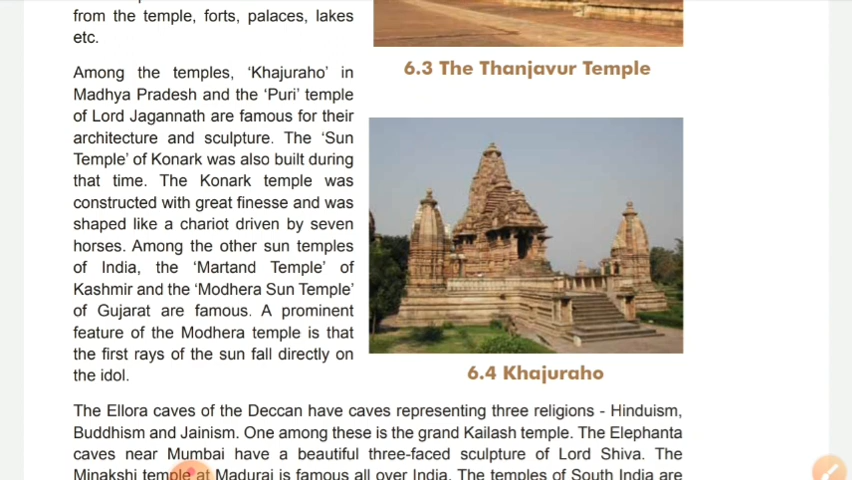 from the temple, forts, palaces, lakes
etc.
6.3 The Thanjavur Temple
Among the temples, ‘Khajuraho’ in
Madhya Pradesh and the ‘Puri’ temple
of Lord Jagannath are famous for their
architecture and sculpture. The ‘Sun
Temple’ of Konark was also built during
that time. The Konark temple was
constructed with great finesse and was
shaped like a chariot driven by seven
horses. Among the other sun temples
of India, the ‘Martand Temple’ of
Kashmir and the ‘Modhera Sun Temple’
of Gujarat are famous. A prominent
feature of the Modhera temple is that
the first rays of the sun fall directly on
the idol.
6.4 Khajuraho
The Ellora caves of the Deccan have caves representing three religions - Hinduism,
Buddhism and Jainism. One among these is the grand Kailash temple. The Elephanta
caves near Mumbai have a beautiful three-faced sculpture of Lord Shiva. The
Minakshi temple at Madurai is famous all over India. The temples of South India are